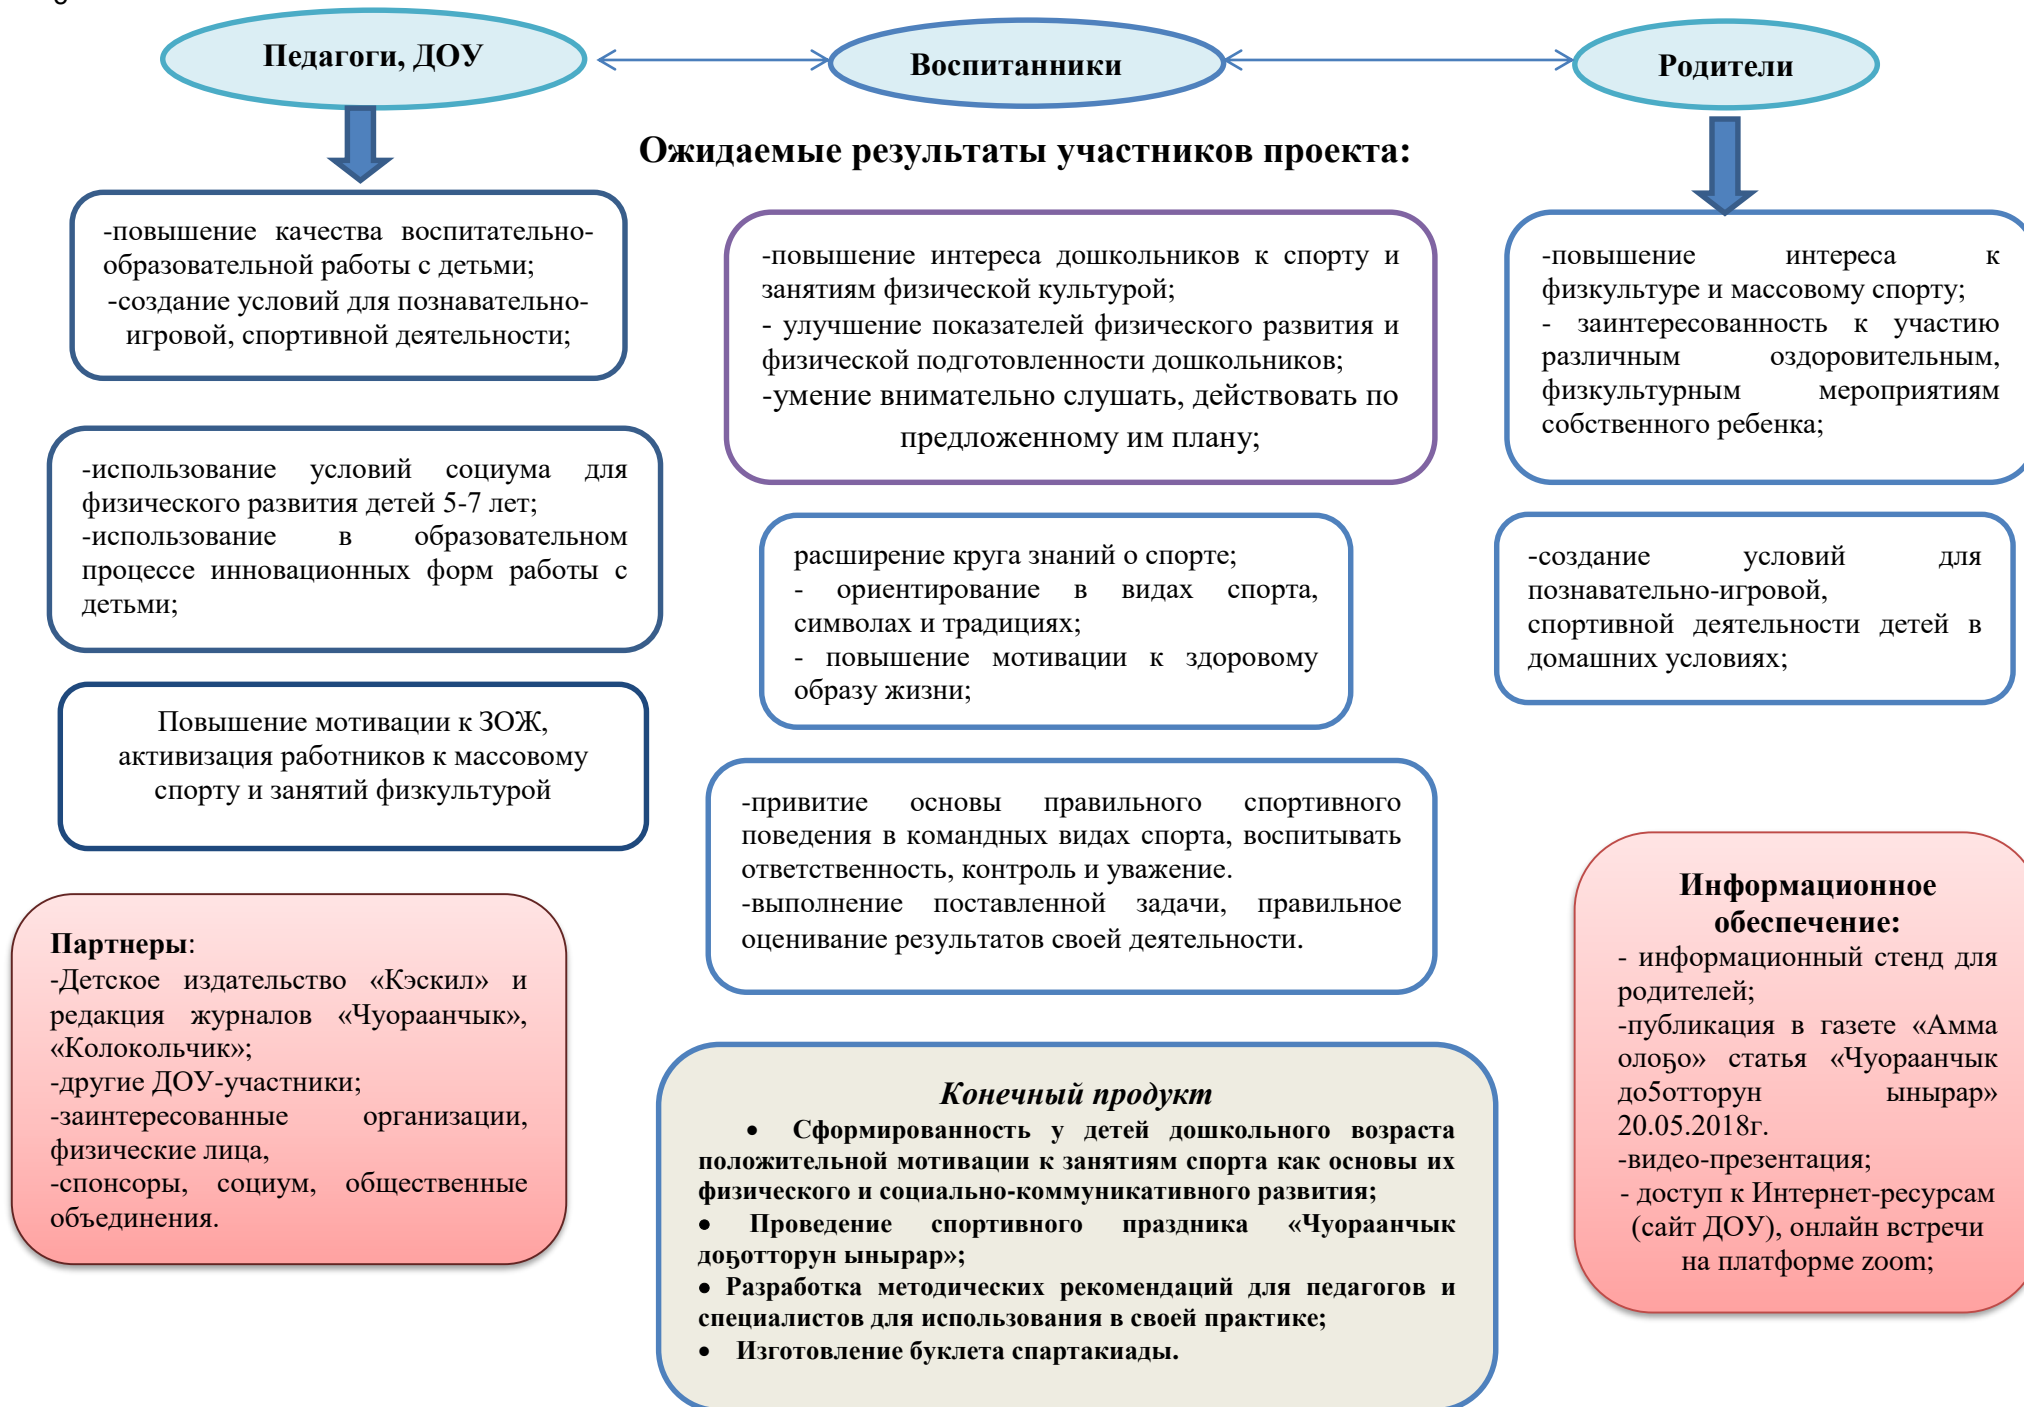 Педагоги, ДОУ
Воспитанники
Родители
Ожидаемые результаты участников проекта:
-повышение качества воспитательно-
образовательной работы с детьми;
-создание условий для познавательно-
игровой, спортивной деятельности;
-использование условий социума для
физического развития детей 5-7 лет;
-использование в образовательном
процессе инновационных форм работы с
детьми;
Повышение мотивации к ЗОЖ,
активизация работников к массовому
спорту и занятий физкультурой
Партнеры:
-Детское издательство «Кэскил» и
редакция журналов «Чуораанчык»,
«Колокольчик»;
-другие ДОУ-участники;
-заинтересованные организации,
физические лица,
-спонсоры, социум, общественные
объединения.
-повышение интереса дошкольников к спорту и
занятиям физической культурой;
- улучшение показателей физического развития и
физической подготовленности дошкольников;
-умение внимательно слушать, действовать по
предложенному им плану;
расширение круга знаний о спорте;
- ориентирование в видах спорта,
символах и традициях;
- повышение мотивации к здоровому
образу жизни;
-привитие основы правильного спортивного
поведения в командных видах спорта, воспитывать
ответственность, контроль и уважение.
-выполнение поставленной задачи, правильное
оценивание результатов своей деятельности.
Конечный продукт
• Сформированность у детей дошкольного возраста
положительной мотивации к занятиям спорта как основы их
физического и социально-коммуникативного развития;
• Проведение спортивного праздника «Чуораанчык
доҕотторун ынырар»;
• Разработка методических рекомендаций для педагогов и
специалистов для использования в своей практике;
• Изготовление буклета спартакиады.
-повышение интереса к
физкультуре и массовому спорту;
- заинтересованность к участию
различным оздоровительным,
физкультурным мероприятиям
собственного ребенка;
-создание условий для
познавательно-игровой,
спортивной деятельности детей в
домашних условиях;
Информационное
обеспечение:
- информационный стенд для
родителей;
-публикация в газете «Амма
олоҕо» статья «Чуораанчык
до5отторун ынырар»
20.05.2018г.
-видео-презентация;
- доступ к Интернет-ресурсам
(сайт ДОУ), онлайн встречи
на платформе zoom;